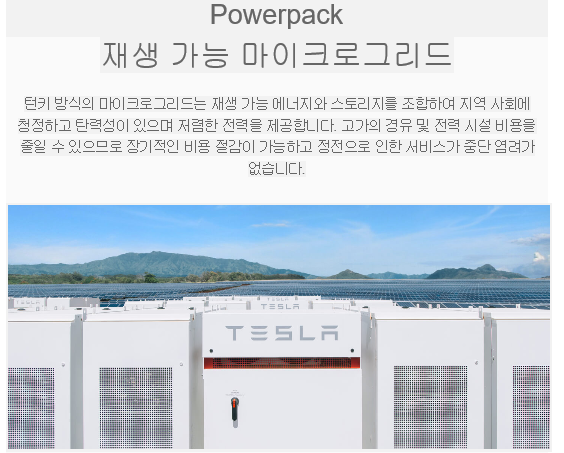 Powerpack
재생 가능 마이크로그리드
턴키 방식의 마이크로그리드는 재생 가능 에너지와 스토리지를 조합하여 지역 사회에
청정하고 탄력성이 있으며 저렴한 전력을 제공합니다. 고가의 경유 및 전력 시설 비용을
줄일 수 있으므로 장기적인 비용 절감이 가능하고 정전으로 인한 서비스가 중단 염려가
없습니다.
TESLA
TESLA
TESLA